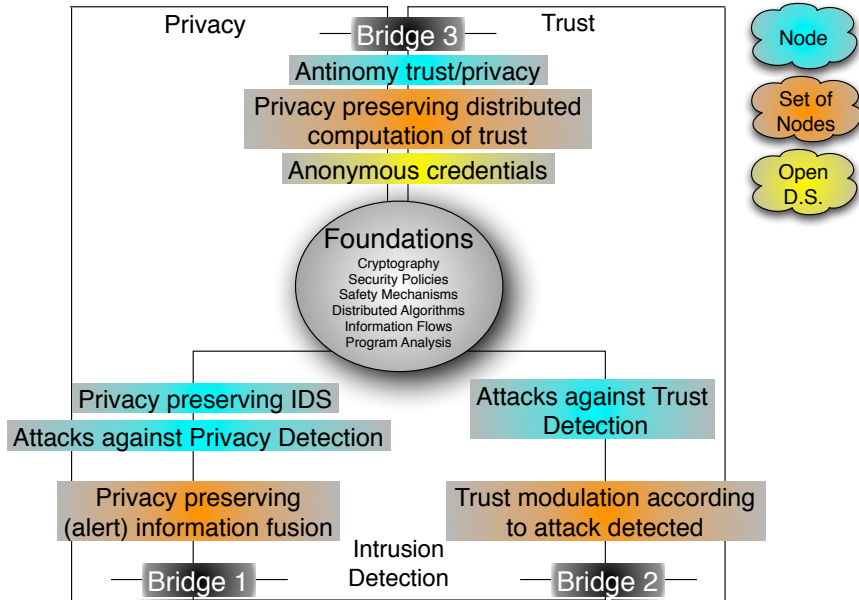 Privacy
Bridge 3
Trust
Antinomy trust/privacy
Privacy preserving distributed
computation of trust
Anonymous credentials
Node
Set of
Nodes
Open
D.S.
Foundations
Cryptography
Security Policies
Safety Mechanisms
Distributed Algorithms
Information Flows
Program Analysis
Privacy preserving IDS
Attacks against Privacy Detection
Privacy preserving
(alert) information fusion
Bridge 1
Attacks against Trust
Detection
Trust modulation according
to attack detected
Bridge 2
Intrusion
Detection